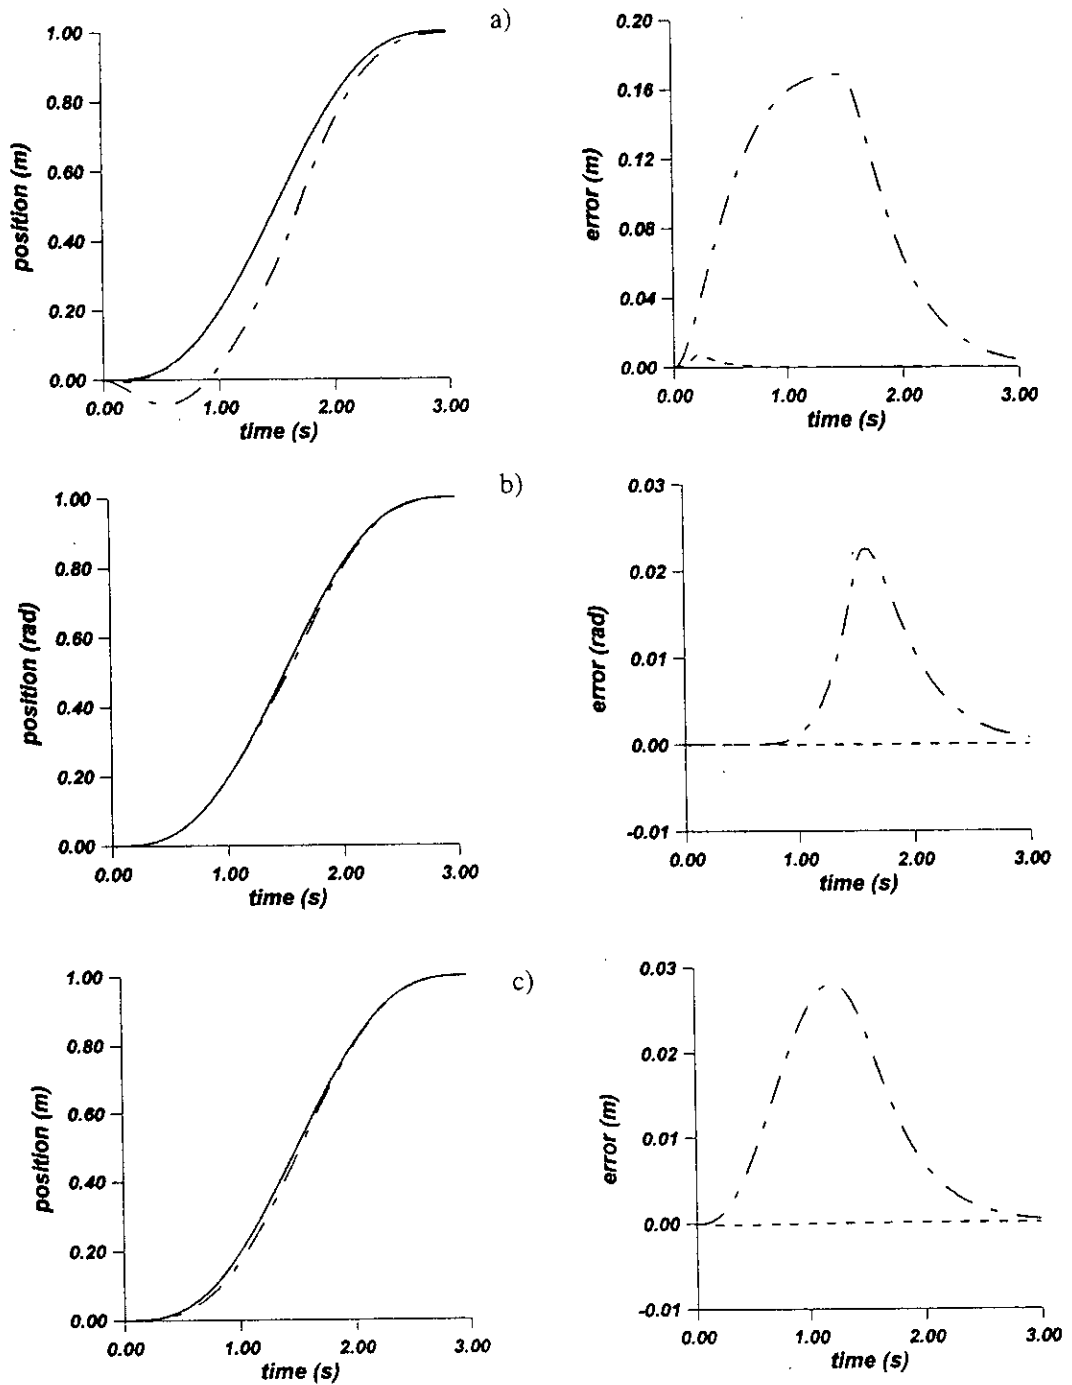 a)
1.00
0.80
0.60
0.40
0.20
0.00
position (m)
0.00 1.00 2.00 3.00
time (s)
0.20
0.16
0.12
0.08
0.04
0.00
error (m)
0.00 1.00 2.00 3.00
time (s)
b)
1.00
0.80
0.60
0.40
0.20
0.00
position (rad)
0.00 1.00 2.00 3.00
time (s)
0.03
0.02
0.01
0.00
-0.01
error (rad)
0.00 1.00 2.00 3.00
time (s)
c)
1.00
0.80
0.60
0.40
0.20
0.00
position (m)
0.00 1.00 2.00 3.00
time (s)
0.03
0.02
0.01
0.00
-0.01
error (m)
0.00 1.00 2.00 3.00
time (s)